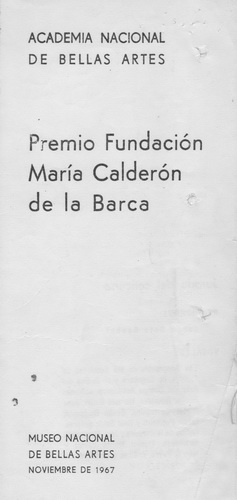 ACADEMIA NACIONAL
DE BELLAS ARTES
Premio Fundación
María Calderón
de la Barca
MUSEO NACIONAL
DE BELLAS ARTES
NOVIEMBRE DE 1967